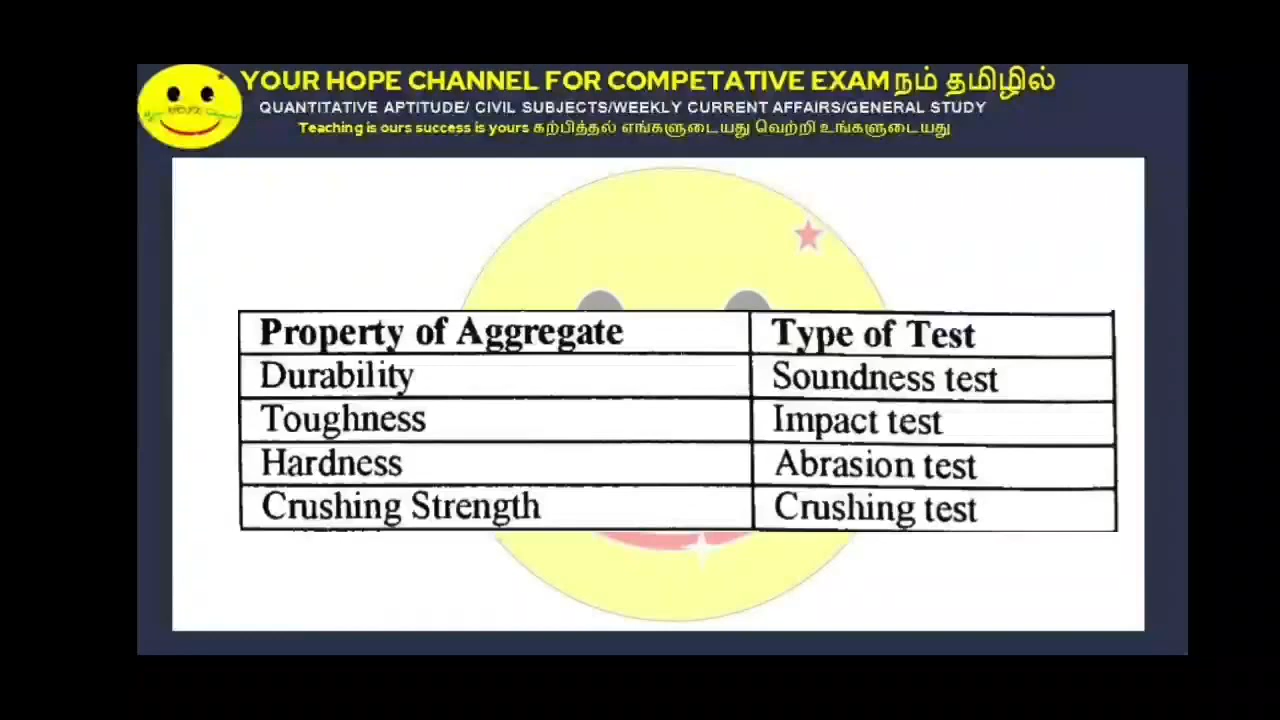 YOUR HOPE CHANNEL FOR COMPETATIVE EXAM நம் தமிழில்
QUANTITATIVE APTITUDE/ CIVIL SUBJECTS/WEEKLY CURRENT AFFAIRS/GENERAL STUDY
Teaching is ours success is yours கற்பித்தல் எங்களுடையது வெற்றி உங்களுடையது
Property of Aggregate Type of Test
Durability Soundness test
Toughness Impact test
Hardness Abrasion test
Crushing Strength Crushing test